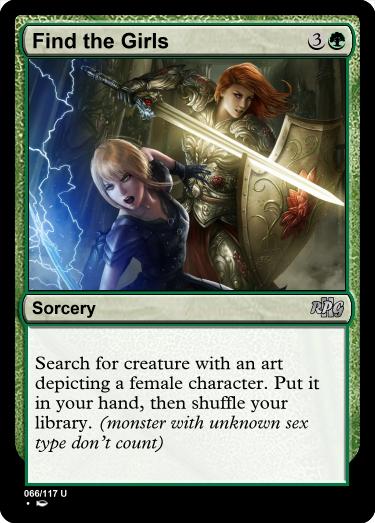 Find the Girls 3
Sorcery
RPG
Search for creature with an art
depicting a female character. Put it
in your hand, then shuffle your
library. (monster with unknown sex
type don't count)
066/117 U